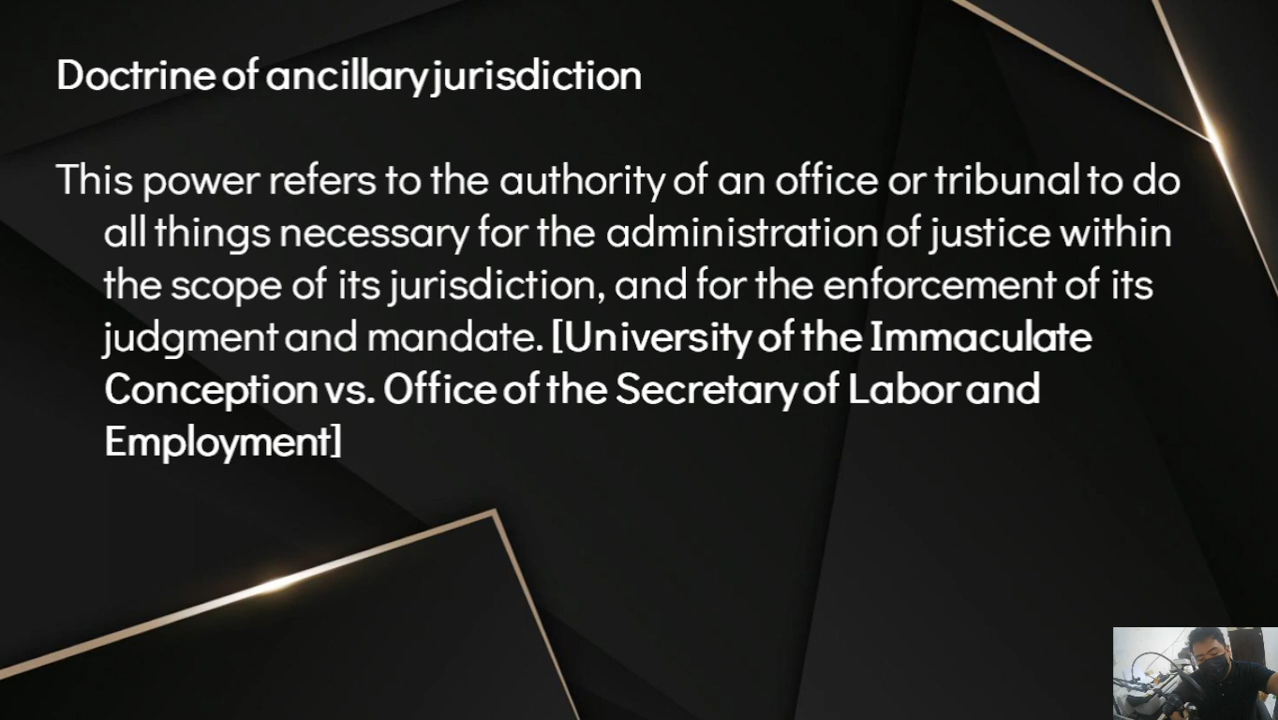 Doctrine of ancillary jurisdiction
This power refers to the authority of an office or tribunal to do
all things necessary for the administration of justice within
the scope of its jurisdiction, and for the enforcement of its
judgment and mandate. [University of the Immaculate
Conception vs. Office of the Secretary of Labor and
Employment]